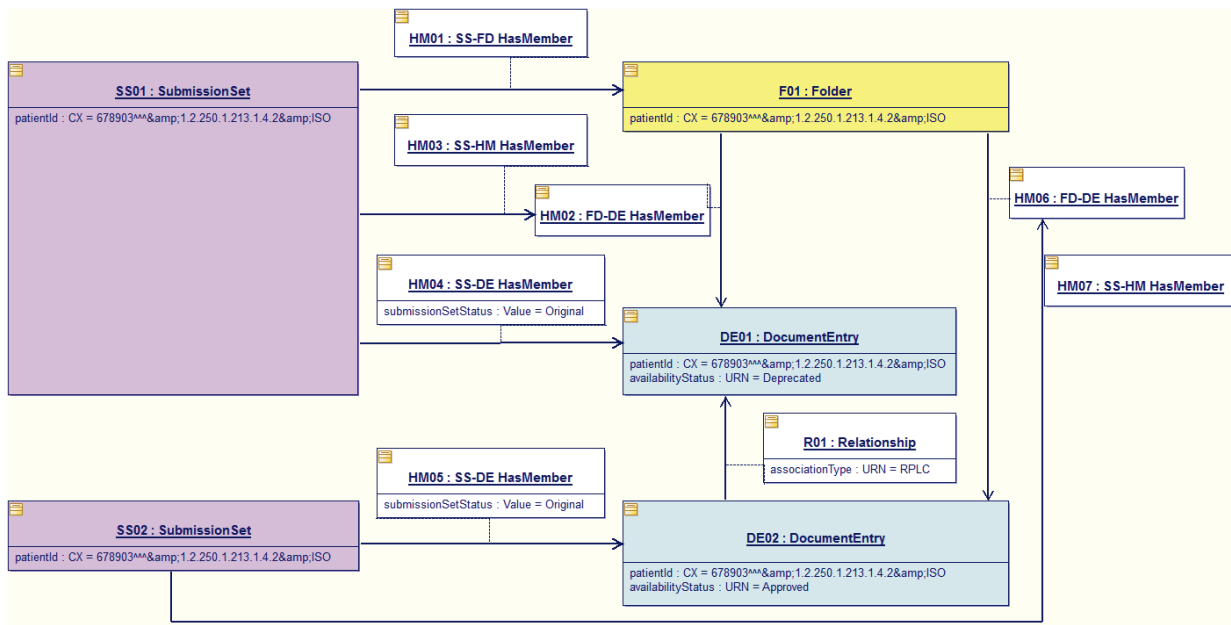 HM01 : SS-FD HasMember
SS01 : SubmissionSet
patientId : CX = 678903^^^&amp;1.2.250.1.213.1.4.2&amp;ISO
F01 : Folder
patientId : CX = 678903^^^&amp;1.2.250.1.213.1.4.2&amp;ISO
HM03 : SS-HM HasMember
HM02 : FD-DE HasMember
HM06 : FD-DE HasMember
HM04 : SS-DE HasMember
submissionSetStatus : Value = Original
HM07 : SS-HM HasMember
DE01 : DocumentEntry
patientId : CX = 678903^^^&amp;1.2.250.1.213.1.4.2&amp;ISO
availabilityStatus : URN = Deprecated
R01 : Relationship
associationType : URN = RPLC
HM05 : SS-DE HasMember
submissionSetStatus : Value = Original
SS02 : SubmissionSet
patientId : CX = 678903^^^&amp;1.2.250.1.213.1.4.2&amp;ISO
DE02 : DocumentEntry
patientId : CX = 678903^^^&amp;1.2.250.1.213.1.4.2&amp;ISO
availabilityStatus : URN = Approved